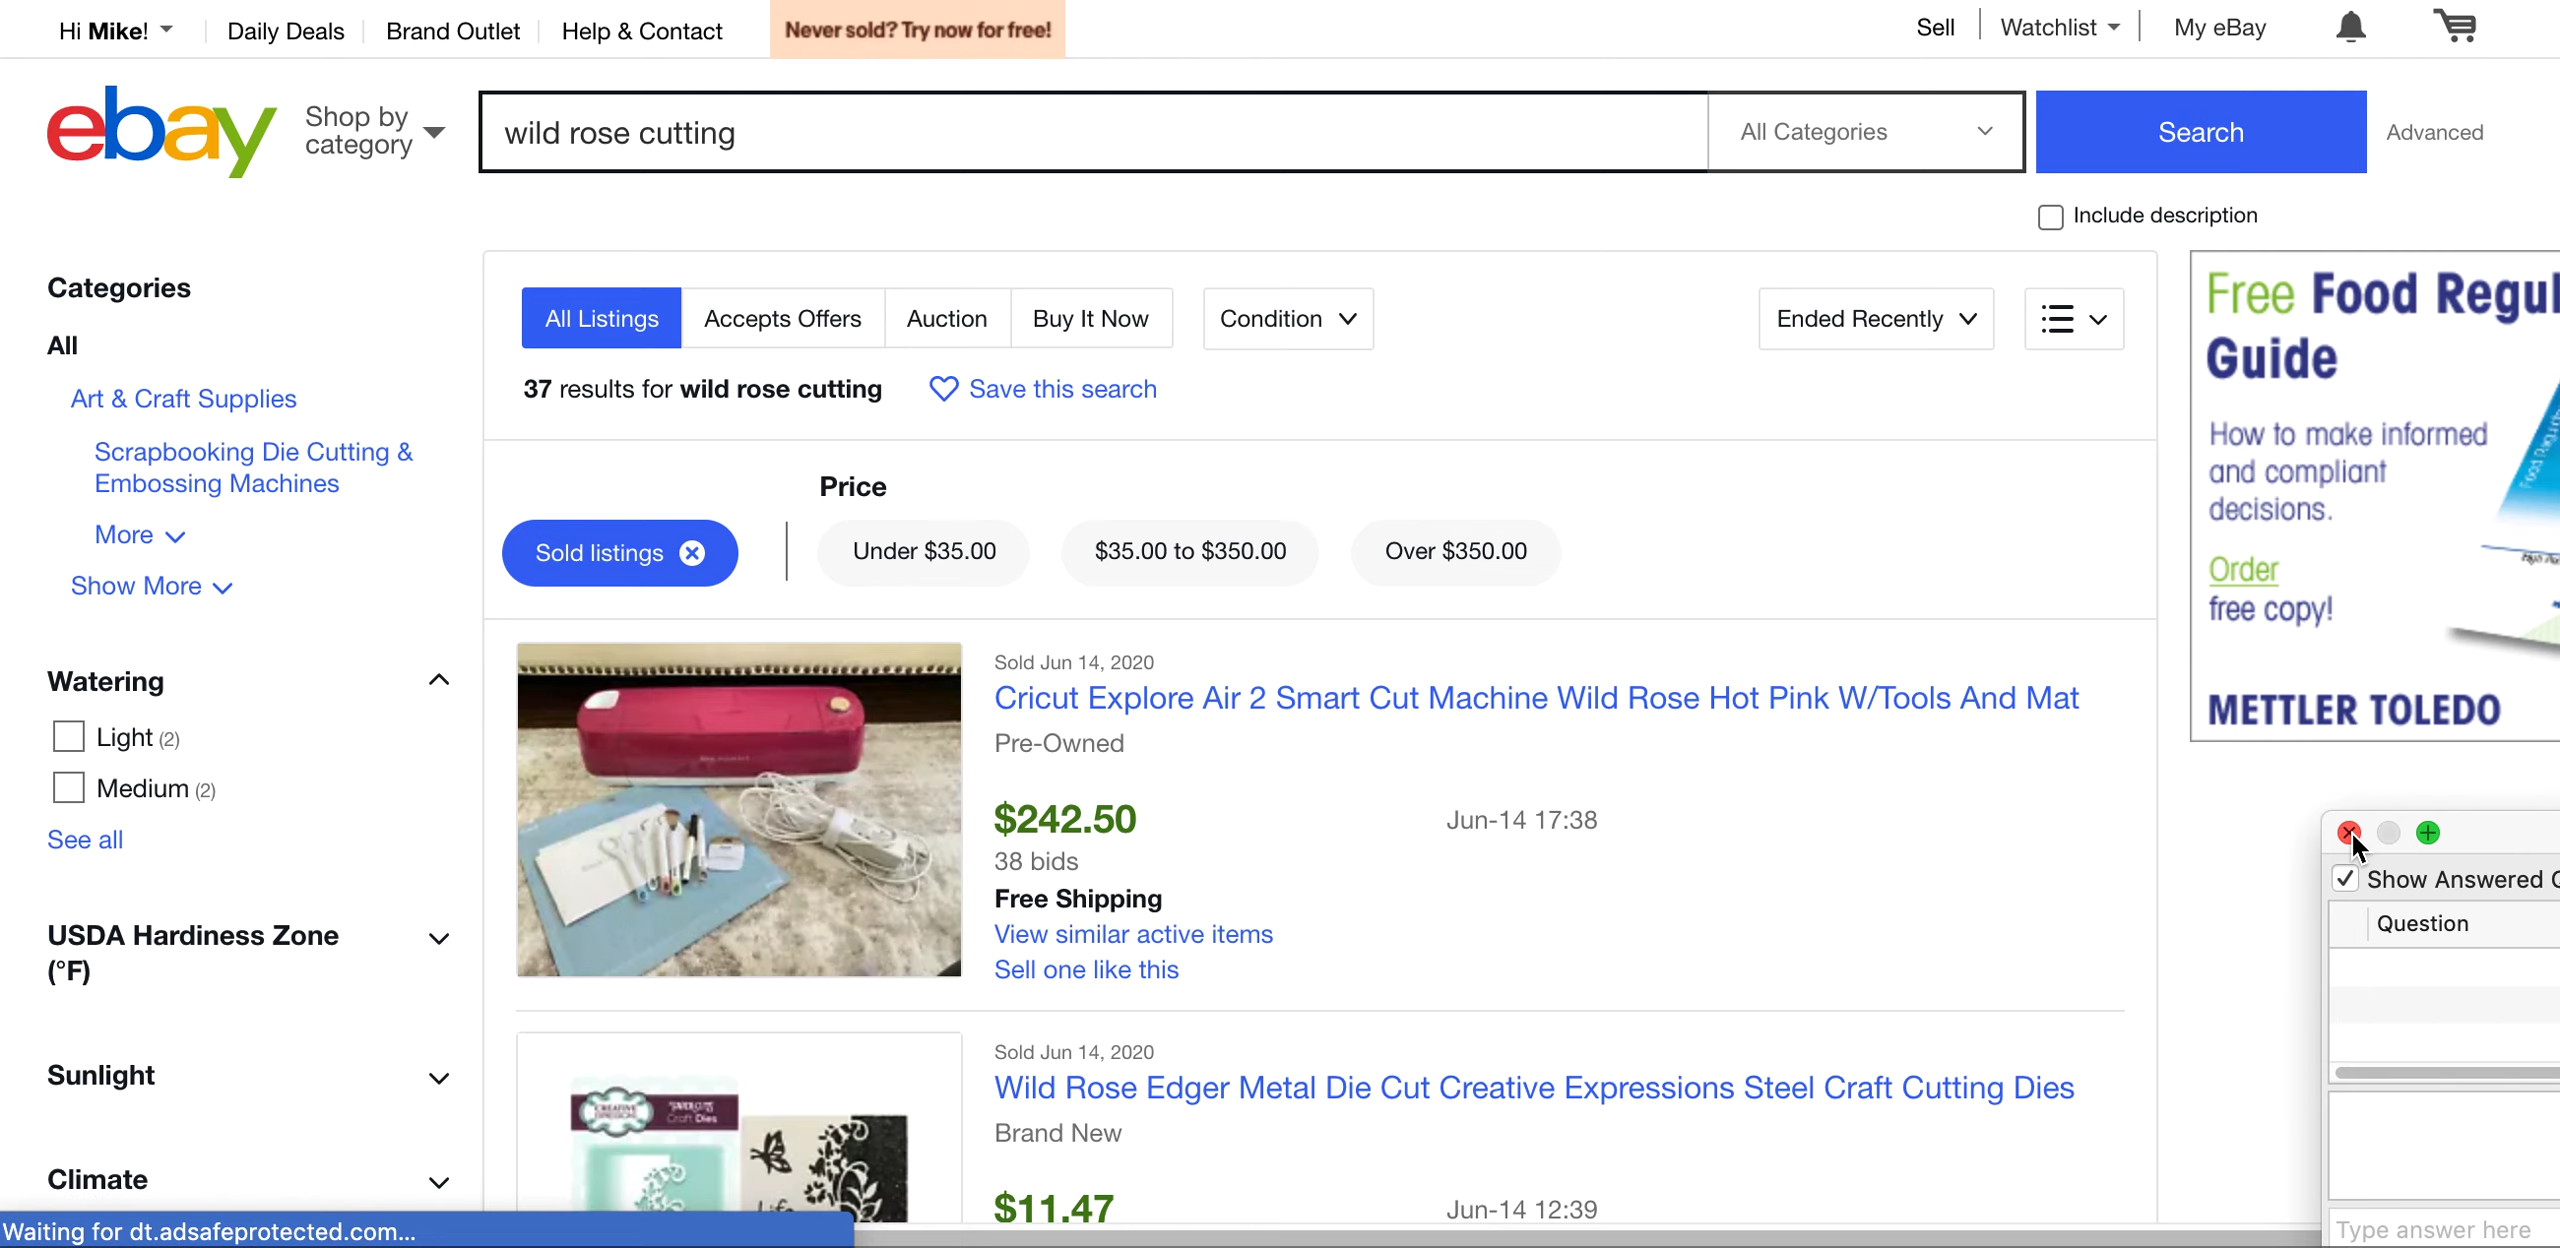 Hi Mike!
Daily Deals
Brand Outlet
Help & Contact
Never sold? Try now for free!
Sell
Watchlist
My eBay
ebay
Shop by
category
wild rose cutting
All Categories
Search
Advanced
Include description
Categories
All
Art & Craft Supplies
Scrapbooking Die Cutting &
Embossing Machines
More
Show More
Watering
Light (2)
Medium (2)
See all
USDA Hardiness Zone
(°F)
Sunlight
Climate
All Listings
Accepts Offers
Auction
Buy It Now
Condition
Ended Recently
37 results for wild rose cutting
Save this search
Price
Sold listings
Under $35.00
$35.00 to $350.00
Over $350.00
Sold Jun 14, 2020
Cricut Explore Air 2 Smart Cut Machine Wild Rose Hot Pink W/Tools And Mat
Pre-Owned
$242.50
Jun-14 17:38
38 bids
Free Shipping
View similar active items
Sell one like this
CREATIVE
EXPRESSIONS
Craft Dies
Life
Sold Jun 14, 2020
Wild Rose Edger Metal Die Cut Creative Expressions Steel Craft Cutting Dies
Brand New
$11.47
Jun-14 12:39
Free Food Regul
Guide
How to make informed
and compliant
decisions.
Order
free copy!
METTLER TOLEDO
Show Answered
Question
Type answer here
Waiting for dt.adsafeprotected.com...